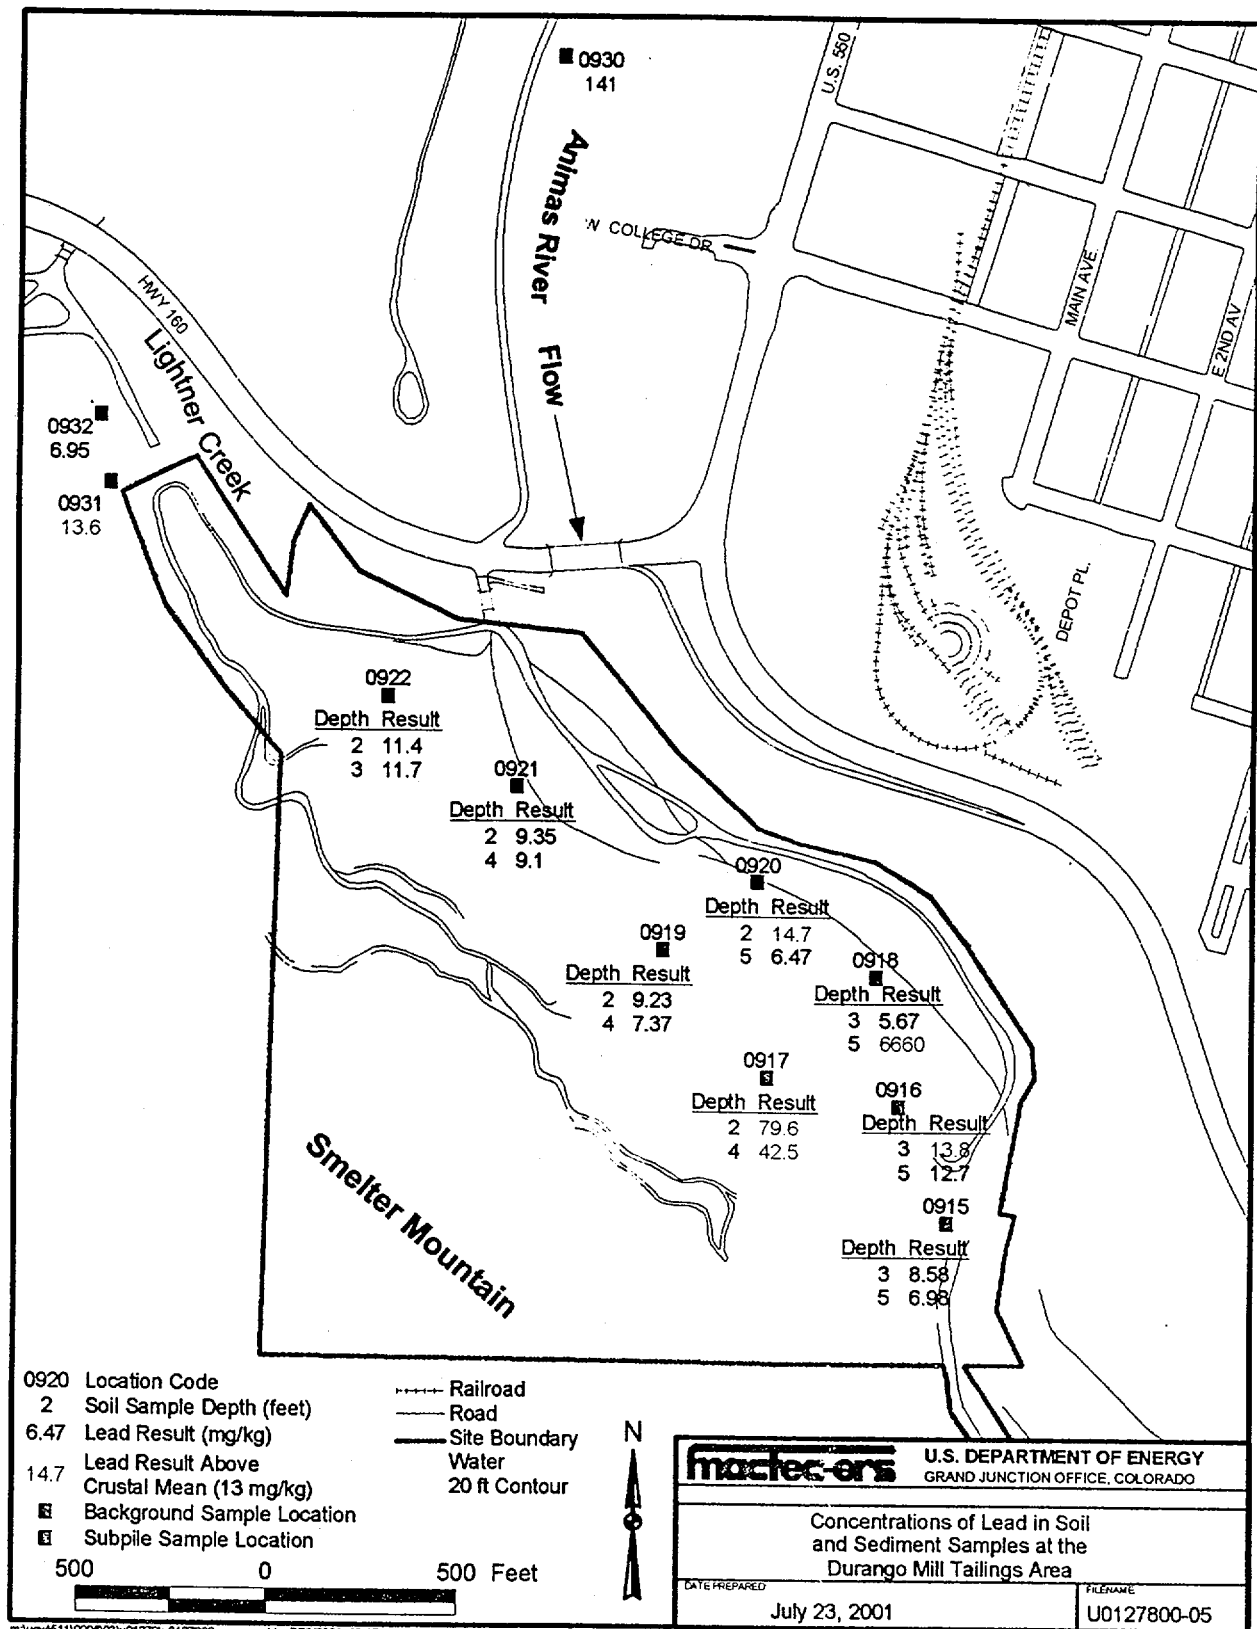 0930
141
U.S. 550
Animas River Flow
W COLLEGE DR
MAIN AVE.
E 2ND AV
HWY 160
Lightner Creek
0932
6.95
0931
13.6
DEPOT PL.
0922
Depth Result
2 11.4
3 11.7
0921
Depth Result
2 9.35
4 9.1
0920
Depth Result
2 14.7
5 6.47
0919
Depth Result
2 9.23
4 7.37
0918
Depth Result
3 5.67
5 6660
0917
Depth Result
2 79.6
4 42.5
0916
Depth Result
3 13.8
5 12.7
0915
Depth Result
3 8.58
5 6.98
Smelter Mountain
0920 Location Code
2 Soil Sample Depth (feet)
6.47 Lead Result (mg/kg)
14.7 Lead Result Above
Crustal Mean (13 mg/kg)
Background Sample Location
Subpile Sample Location
Railroad
Road
Site Boundary
Water
20 ft Contour
N
500 0 500 Feet
mactec-ers
U.S. DEPARTMENT OF ENERGY
GRAND JUNCTION OFFICE, COLORADO
Concentrations of Lead in Soil
and Sediment Samples at the
Durango Mill Tailings Area
DATE PREPARED
July 23, 2001
FILENAME
U0127800-05